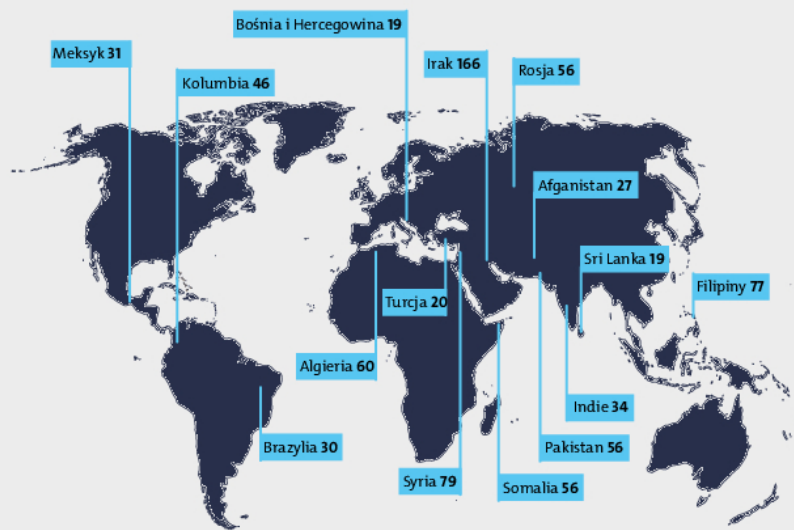 Bośnia i Hercegowina 19
Meksyk 31
Irak 166
Rosja 56
Kolumbia 46
Afganistan 27
Sri Lanka 19
Filipiny 77
Turcja 20
Algieria 60
Indie 34
Brazylia 30
Pakistan 56
Syria 79
Somalia 56